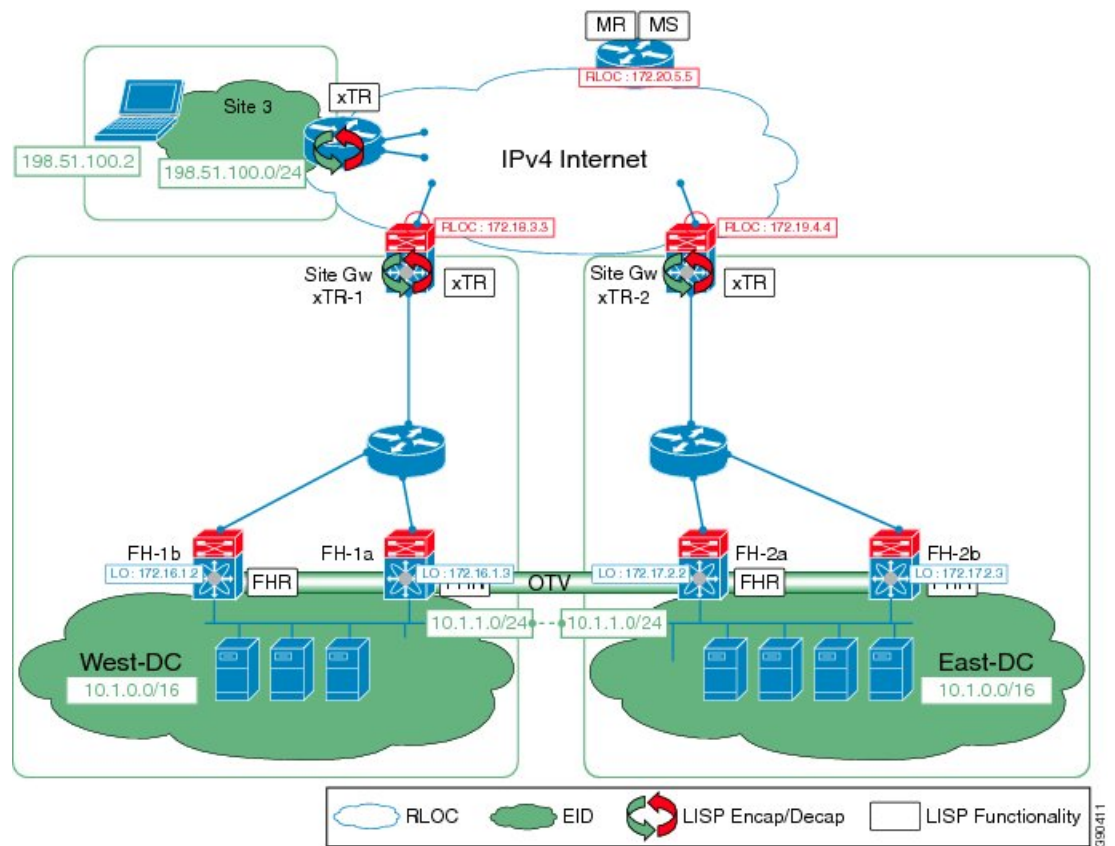 MR
MS
RLOC : 172.20.5.5
Site 3
xTR
198.51.100.2
198.51.100.0/24
IPv4 Internet
RLOC : 172.18.3.3
RLOC : 172.19.4.4
Site Gw
xTR-1
xTR
Site Gw
xTR-2
xTR
FH-1b
FH-1a
FH-2a
FH-2b
LO : 172.16.1.2
FHR
LO : 172.16.1.3
OTV
LO : 172.17.2.2
FHR
LO : 172.17.2.3
10.1.1.0/24
10.1.1.0/24
West-DC
10.1.0.0/16
East-DC
10.1.0.0/16
RLOC
EID
LISP Encap/Decap
LISP Functionality
390411